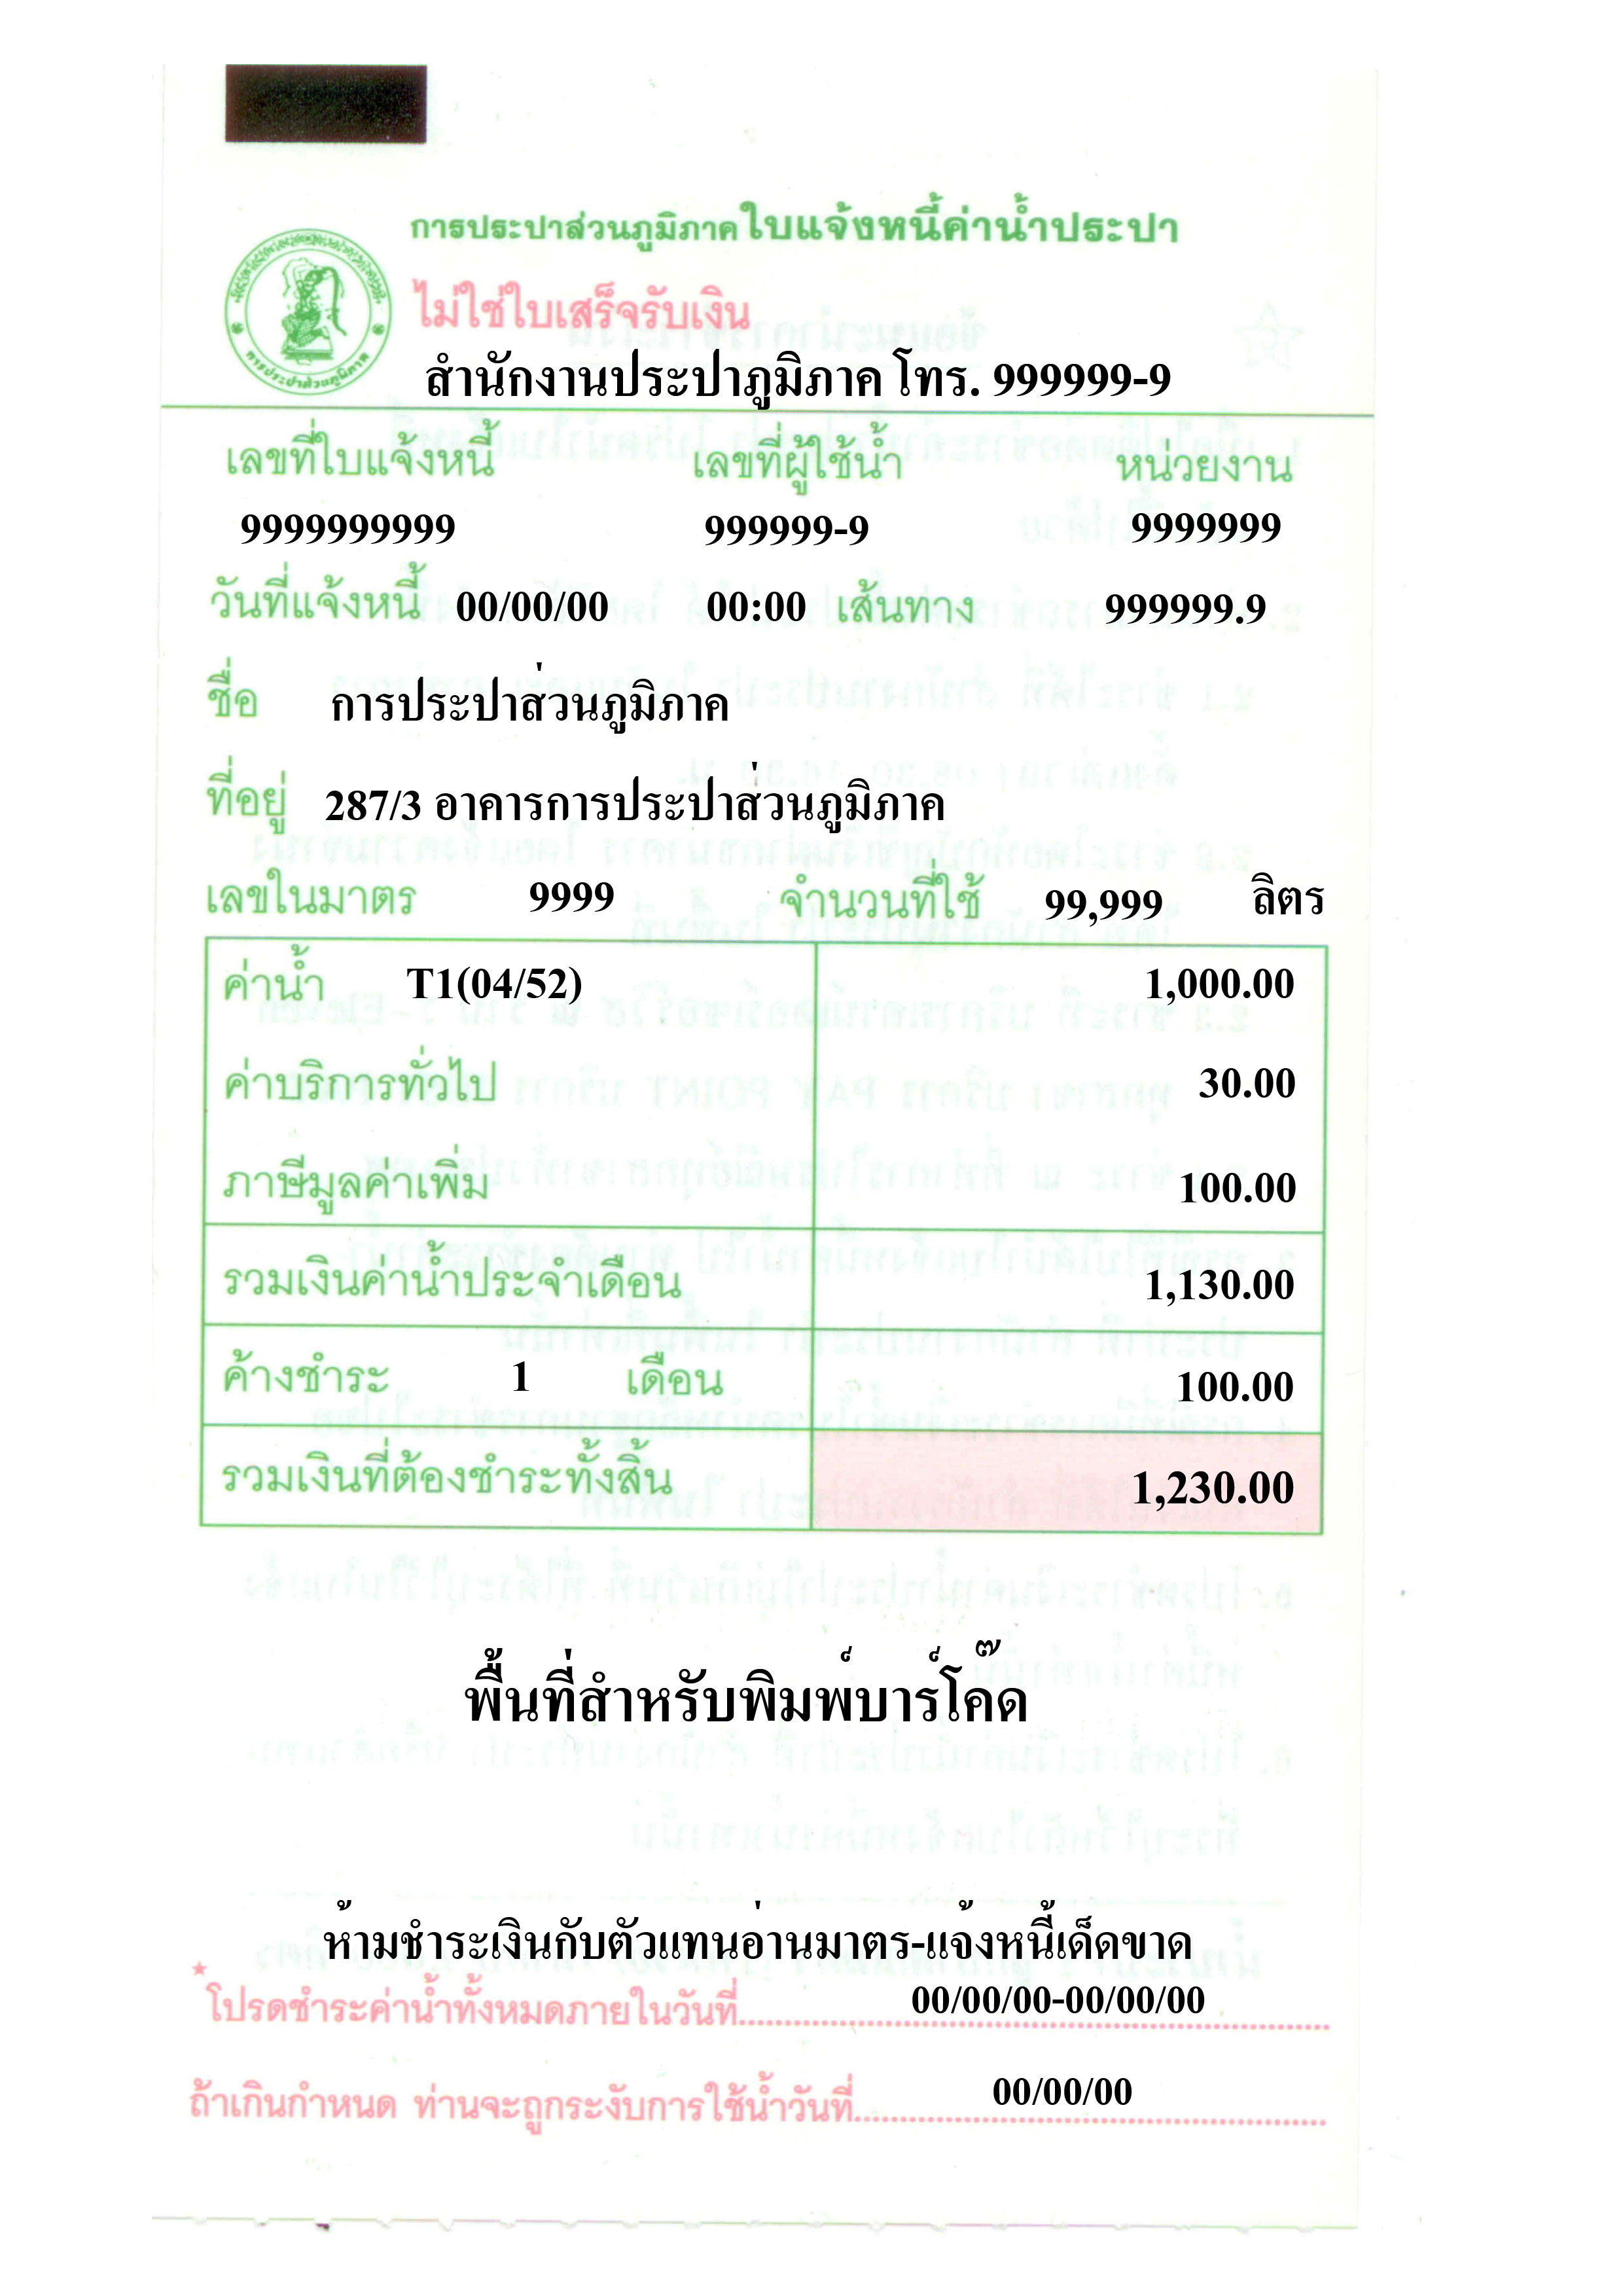 การประปาส่วนภูมิภาค ใบแจ้งหนี้ค่าน้ำประปา
ไม่ใช่ใบเสร็จรับเงิน
การประปาส่วนภูมิภาค
สำนักงานประปาภูมิภาค โทร. 999999-9
เลขที่ใบแจ้งหนี้ เลขที่ผู้ใช้น้ำ หน่วยงาน
9999999999 999999-9 9999999
วันที่แจ้งหนี้ 00/00/00 00:00 เส้นทาง 999999.9
ชื่อ การประปาส่วนภูมิภาค
ที่อยู่ 287/3 อาคารการประปาส่วนภูมิภาค
เลขในมาตร 9999 จำนวนที่ใช้ 99,999 ลิตร
ค่าน้ำ T1(04/52) 1,000.00
ค่าบริการทั่วไป 30.00
ภาษีมูลค่าเพิ่ม 100.00
รวมเงินค่าน้ำประจำเดือน 1,130.00
ค้างชำระ 1 เดือน 100.00
รวมเงินที่ต้องชำระทั้งสิ้น 1,230.00
พื้นที่สำหรับพิมพ์บาร์โค๊ด
ห้ามชำระเงินกับตัวแทนอ่านมาตร-แจ้งหนี้เด็ดขาด
*โปรดชำระค่าน้ำทั้งหมดภายในวันที่ 00/00/00-00/00/00
ถ้าเกินกำหนด ท่านจะถูกระงับการใช้น้ำวันที่ 00/00/00